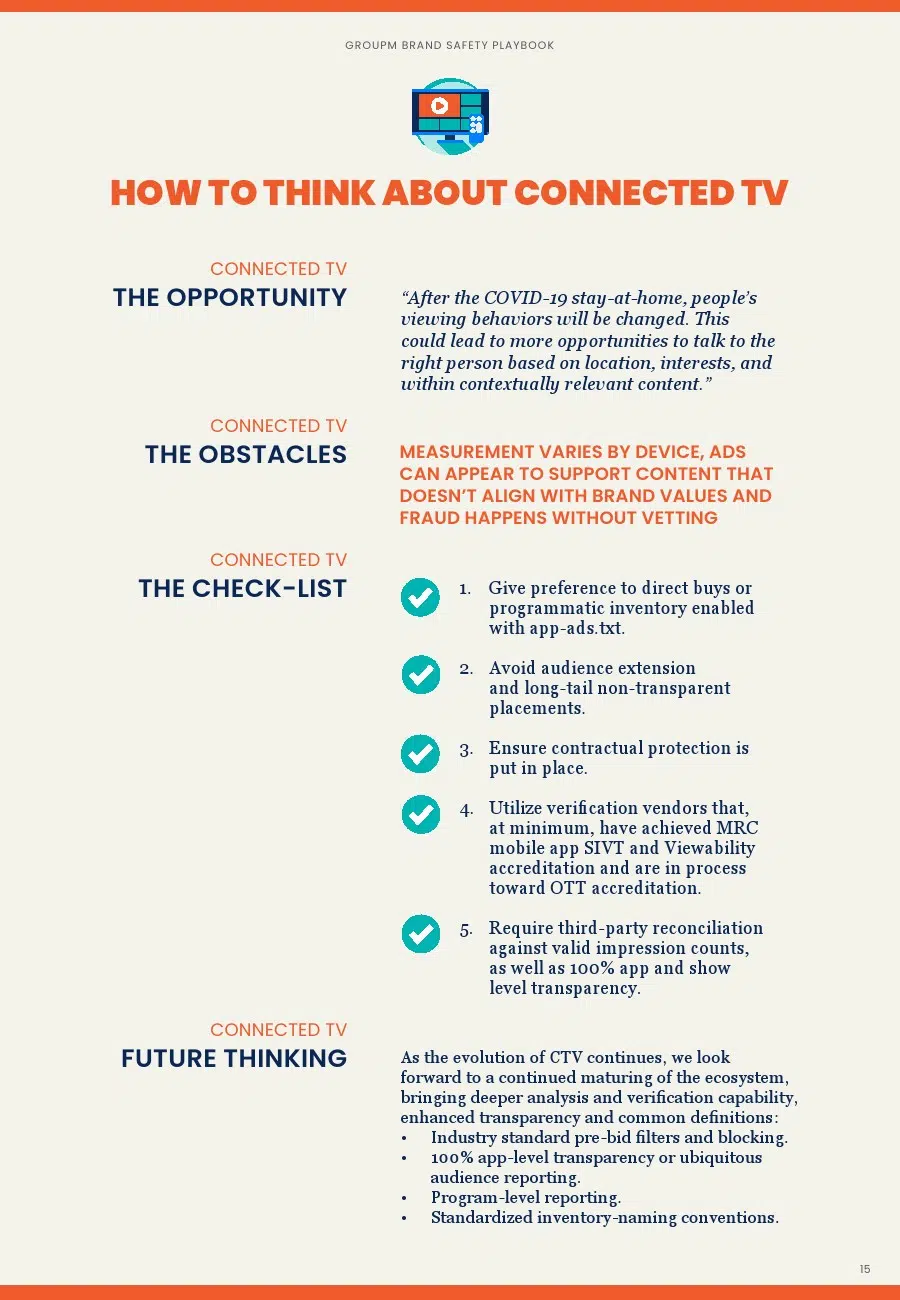 GROUPM BRAND SAFETY PLAYBOOK
HOW TO THINK ABOUT CONNECTED TV
CONNECTED TV
THE OPPORTUNITY
“After the COVID-19 stay-at-home, people’s
viewing behaviors will be changed. This
could lead to more opportunities to talk to the
right person based on location, interests, and
within contextually relevant content.”
CONNECTED TV
THE OBSTACLES
MEASUREMENT VARIES BY DEVICE, ADS
CAN APPEAR TO SUPPORT CONTENT THAT
DOESN’T ALIGN WITH BRAND VALUES AND
FRAUD HAPPENS WITHOUT VETTING
CONNECTED TV
THE CHECK-LIST
1. Give preference to direct buys or
programmatic inventory enabled
with app-ads.txt.
2. Avoid audience extension
and long-tail non-transparent
placements.
3. Ensure contractual protection is
put in place.
4. Utilize verification vendors that,
at minimum, have achieved MRC
mobile app SIVT and Viewability
accreditation and are in process
toward OTT accreditation.
5. Require third-party reconciliation
against valid impression counts,
as well as 100% app and show
level transparency.
CONNECTED TV
FUTURE THINKING
As the evolution of CTV continues, we look
forward to a continued maturing of the ecosystem,
bringing deeper analysis and verification capability,
enhanced transparency and common definitions:
• Industry standard pre-bid filters and blocking.
• 100% app-level transparency or ubiquitous
audience reporting.
• Program-level reporting.
• Standardized inventory-naming conventions.
15